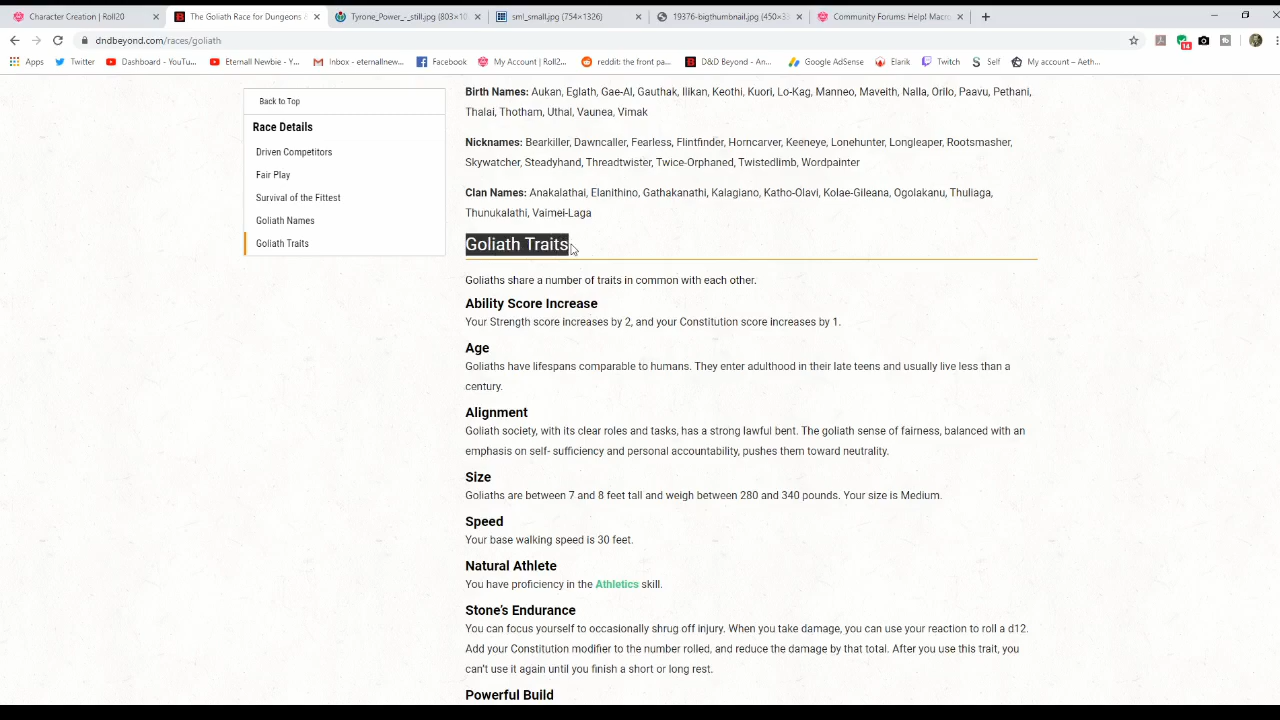 Character Creation | Roll20
The Goliath Race for Dungeons &
Tyrone_Power_-_still.jpg (803×10
sml_small.jpg (754×1326)
19376-bigthumbnail.jpg (450×33
Community Forums: Help! Macro
dndbeyond.com/races/goliath
14
Apps
Twitter
Dashboard - YouTu...
Eternall Newbie - Y...
Inbox - eternallnew...
Facebook
My Account | Roll2...
reddit: the front pa...
D&D Beyond - An...
Google AdSense
Elarik
Twitch
Self
My account – Aeth...
Back to Top
Race Details
Driven Competitors
Fair Play
Survival of the Fittest
Goliath Names
Goliath Traits
Birth Names: Aukan, Eglath, Gae-Al, Gauthak, Ilikan, Keothi, Kuori, Lo-Kag, Manneo, Maveith, Nalla, Orilo, Paavu, Pethani,
Thalai, Thotham, Uthal, Vaunea, Vimak
Nicknames: Bearkiller, Dawncaller, Fearless, Flintfinder, Horncarver, Keeneye, Lonehunter, Longleaper, Rootsmasher,
Skywatcher, Steadyhand, Threadtwister, Twice-Orphaned, Twistedlimb, Wordpainter
Clan Names: Anakalathai, Elanithino, Gathakanathi, Kalagiano, Katho-Olavi, Kolae-Gileana, Ogolakanu, Thuliaga,
Thunukalathi, Vaimei-Laga
Goliath Traits
Goliaths share a number of traits in common with each other.
Ability Score Increase
Your Strength score increases by 2, and your Constitution score increases by 1.
Age
Goliaths have lifespans comparable to humans. They enter adulthood in their late teens and usually live less than a
century.
Alignment
Goliath society, with its clear roles and tasks, has a strong lawful bent. The goliath sense of fairness, balanced with an
emphasis on self- sufficiency and personal accountability, pushes them toward neutrality.
Size
Goliaths are between 7 and 8 feet tall and weigh between 280 and 340 pounds. Your size is Medium.
Speed
Your base walking speed is 30 feet.
Natural Athlete
You have proficiency in the Athletics skill.
Stone's Endurance
You can focus yourself to occasionally shrug off injury. When you take damage, you can use your reaction to roll a d12.
Add your Constitution modifier to the number rolled, and reduce the damage by that total. After you use this trait, you
can't use it again until you finish a short or long rest.
Powerful Build